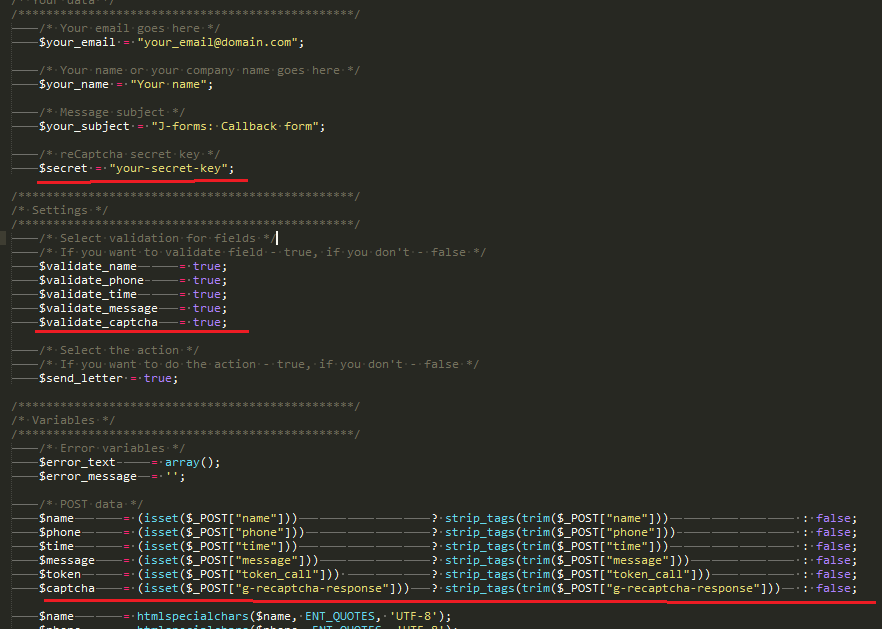 /* Your data */
/************************************************/
/* Your email goes here */
$your_email = "your_email@domain.com";
/* Your name or your company name goes here */
$your_name = "Your name";
/* Message subject */
$your_subject = "J-forms: Callback form";
/* reCaptcha secret key */
$secret = "your-secret-key";
/************************************************/
/* Settings */
/************************************************/
/* Select validation for fields */
/* If you want to validate field - true, if you don't - false */
$validate_name = true;
$validate_phone = true;
$validate_time = true;
$validate_message = true;
$validate_captcha = true;
/* Select the action */
/* If you want to do the action - true, if you don't - false */
$send_letter = true;
/************************************************/
/* Variables */
/************************************************/
/* Error variables */
$error_text = array();
$error_message = '';
/* POST data */
$name = (isset($_POST["name"])) ? strip_tags(trim($_POST["name"])) : false;
$phone = (isset($_POST["phone"])) ? strip_tags(trim($_POST["phone"])) : false;
$time = (isset($_POST["time"])) ? strip_tags(trim($_POST["time"])) : false;
$message = (isset($_POST["message"])) ? strip_tags(trim($_POST["message"])) : false;
$token = (isset($_POST["token_call"])) ? strip_tags(trim($_POST["token_call"])) : false;
$captcha = (isset($_POST["g-recaptcha-response"])) ? strip_tags(trim($_POST["g-recaptcha-response"])) : false;
$name = htmlspecialchars($name, ENT_QUOTES, 'UTF-8');
$phone = htmlspecialchars($phone, ENT_QUOTES, 'UTF-8');